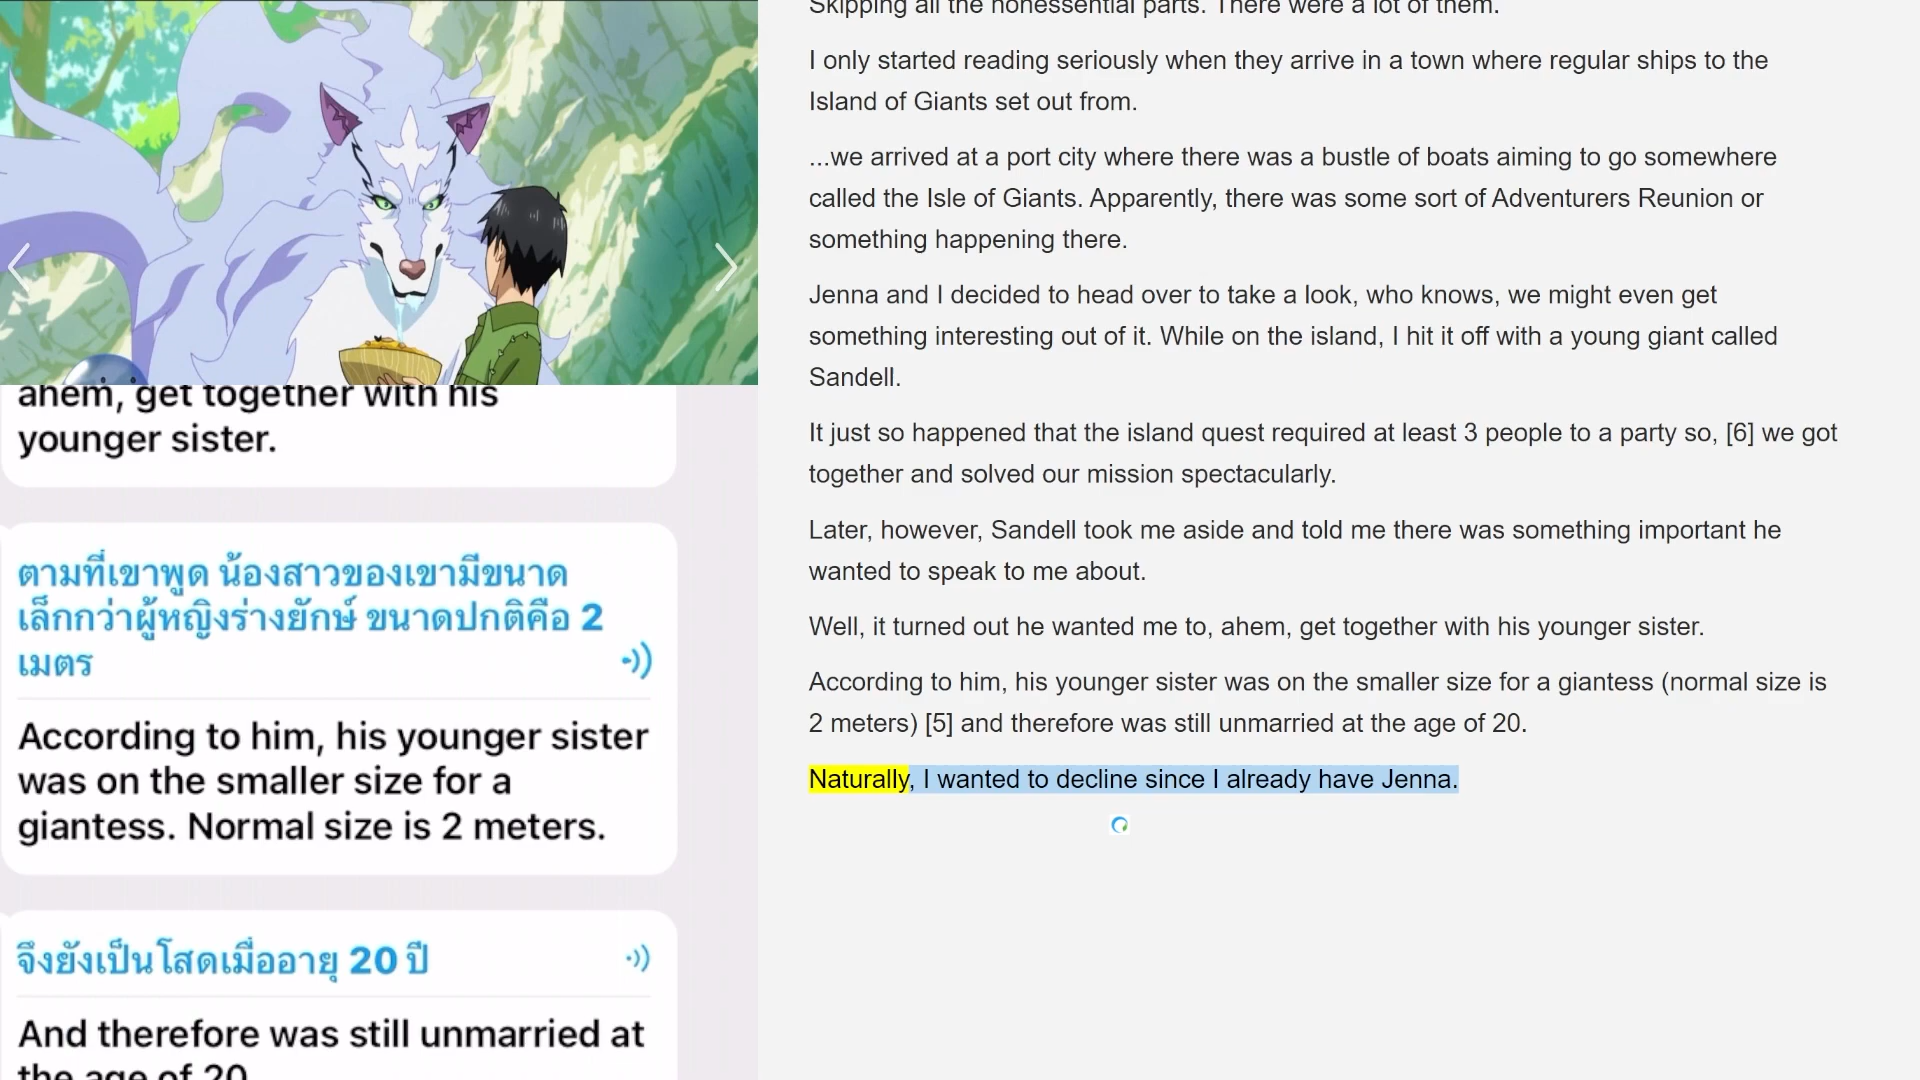 ahem, get together with his
younger sister.
ตามที่เขาพูด น้องสาวของเขามีขนาด
เล็กกว่าผู้หญิงร่างยักษ์ ขนาดปกติคือ 2
เมตร
According to him, his younger sister
was on the smaller size for a
giantess. Normal size is 2 meters.
จึงยังเป็นโสดเมื่ออายุ 20 ปี
And therefore was still unmarried at
the age of 20
Skipping all the nonessential parts. There were a lot of them.
I only started reading seriously when they arrive in a town where regular ships to the
Island of Giants set out from.
...we arrived at a port city where there was a bustle of boats aiming to go somewhere
called the Isle of Giants. Apparently, there was some sort of Adventurers Reunion or
something happening there.
Jenna and I decided to head over to take a look, who knows, we might even get
something interesting out of it. While on the island, I hit it off with a young giant called
Sandell.
It just so happened that the island quest required at least 3 people to a party so, [6] we got
together and solved our mission spectacularly.
Later, however, Sandell took me aside and told me there was something important he
wanted to speak to me about.
Well, it turned out he wanted me to, ahem, get together with his younger sister.
According to him, his younger sister was on the smaller size for a giantess (normal size is
2 meters) [5] and therefore was still unmarried at the age of 20.
Naturally, I wanted to decline since I already have Jenna.